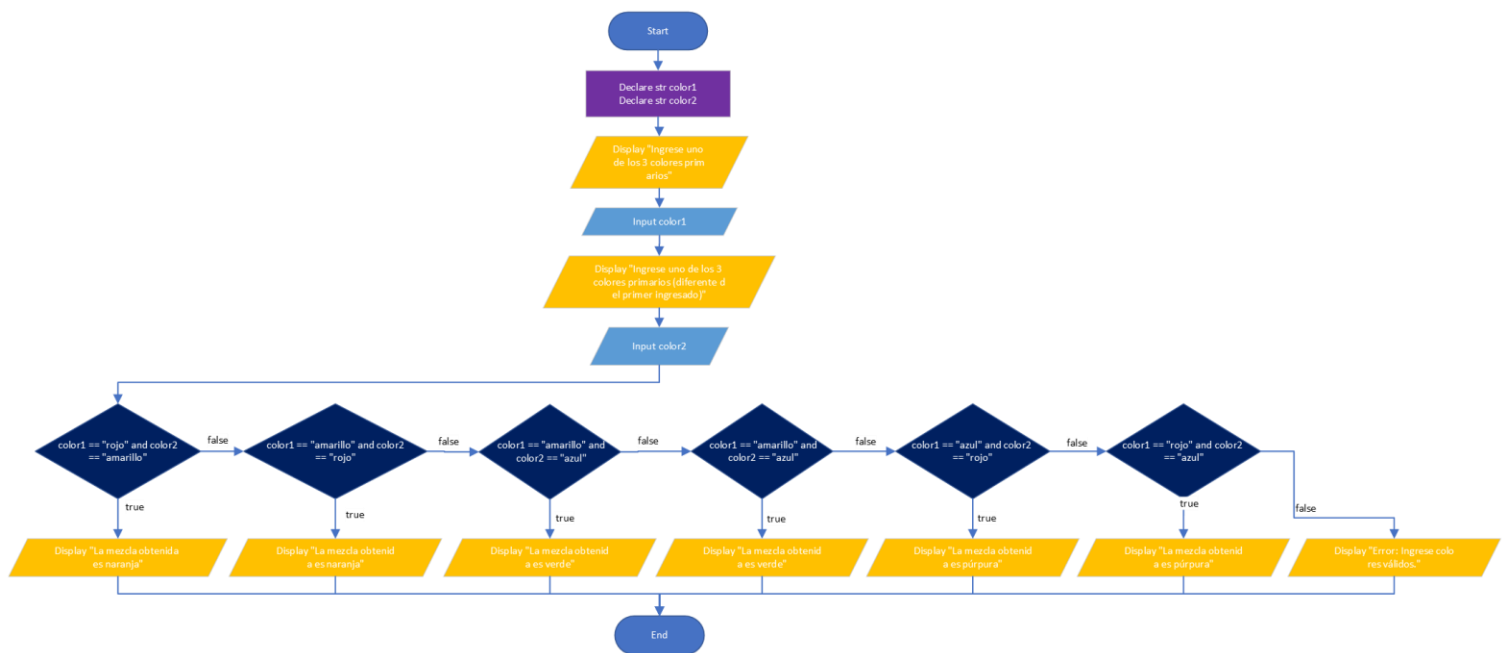 Start
Declare str color1
Declare str color2
Display "Ingrese uno
de los 3 colores prim
arios"
Input color1
Display "Ingrese uno de los 3
colores primarios (diferente d
el primer Ingresado)"
Input color2
color1 == "rojo" and color2
== "amarillo"
false
color1 == "amarillo" and color2
== "rojo"
false
color1 == "amarillo" and
color2 == "azul"
false
color1 == "amarillo" and
color2 == "azul"
false
color1 == "azul" and color2
== "rojo"
false
color1 == "rojo" and color2
== "azul"
true
true
true
true
true
true
false
Display "La mezcla obtenida
es naranja"
Display "La mezcla obtenid
a es naranja"
Display "La mezcla obtenid
a es verde"
Display "La mezcla obtenid
a es verde"
Display "La mezcla obtenid
a es púrpura"
Display "La mezcla obtenid
a es púrpura"
Display "Error: Ingrese colo
res válidos."
End